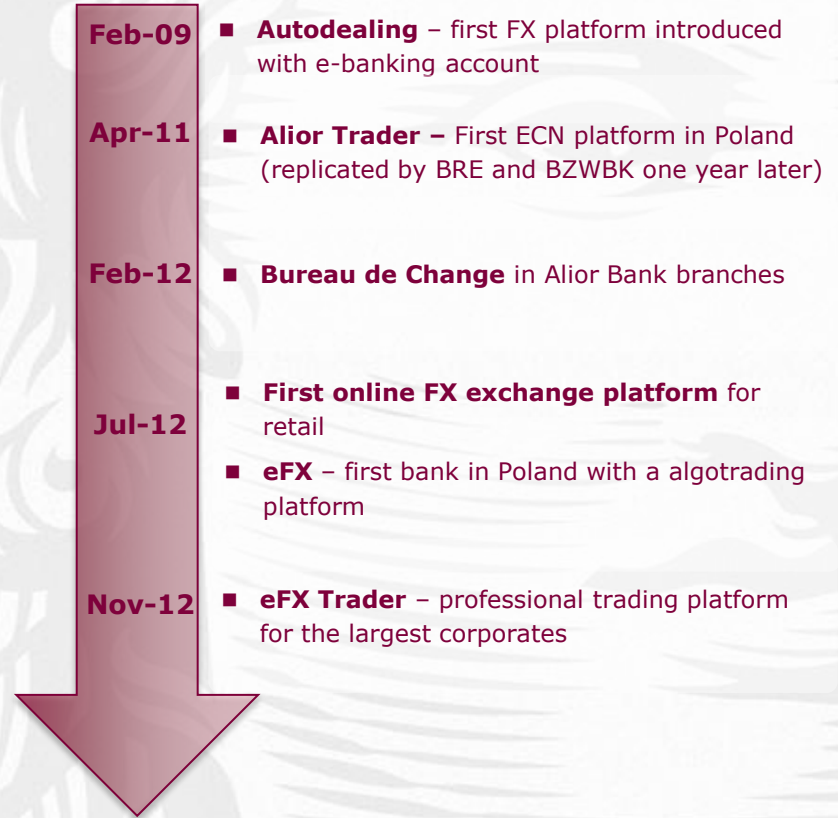 Feb-09
■ Autodealing – first FX platform introduced
with e-banking account
Apr-11
■ Alior Trader – First ECN platform in Poland
(replicated by BRE and BZWBK one year later)
Feb-12
■ Bureau de Change in Alior Bank branches
Jul-12
■ First online FX exchange platform for
retail
■ eFX – first bank in Poland with a algotrading
platform
Nov-12
■ eFX Trader – professional trading platform
for the largest corporates